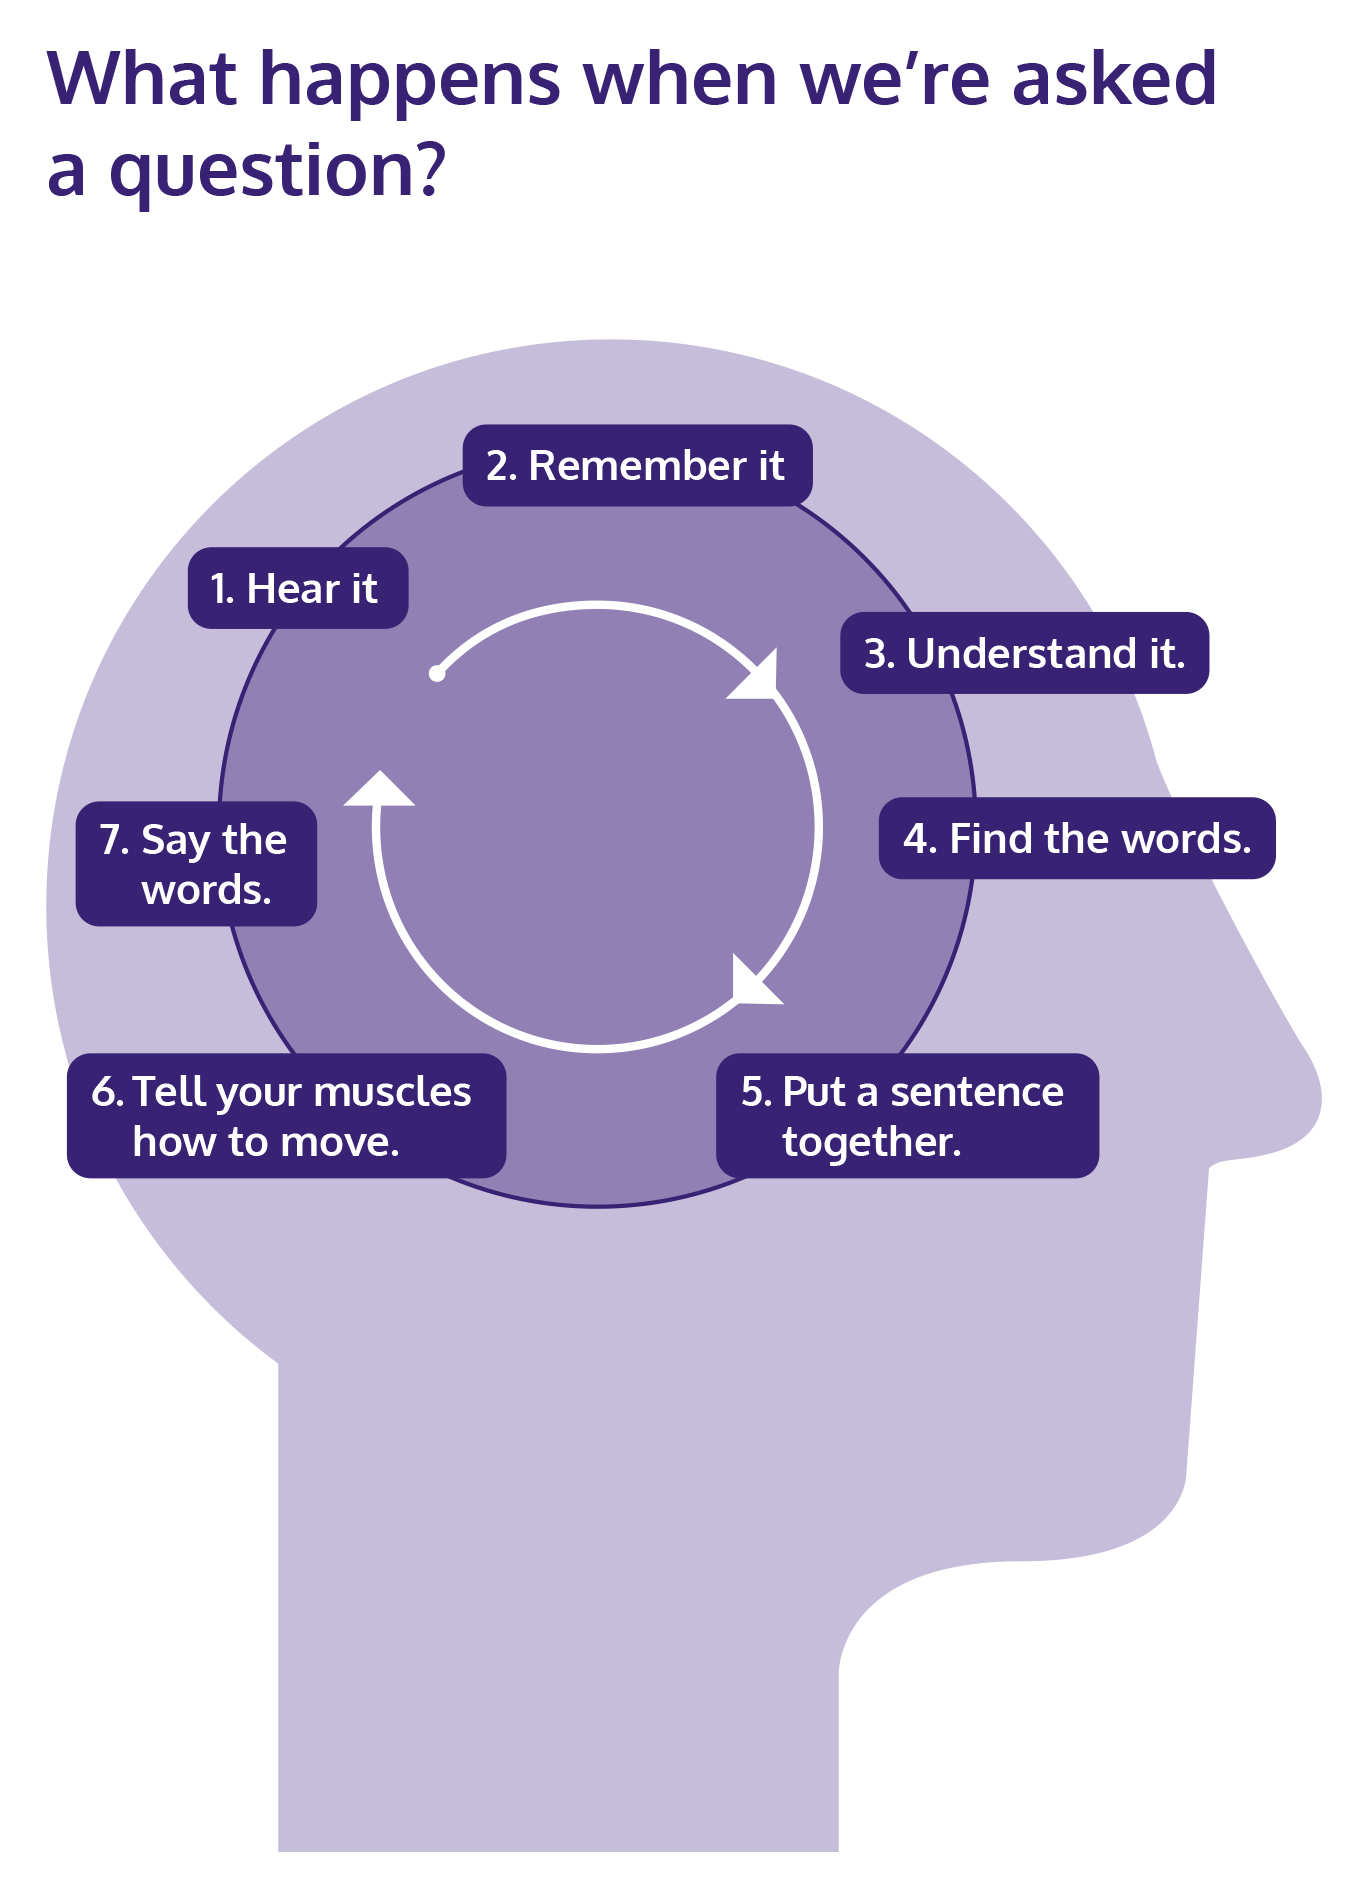 What happens when we’re asked
a question?
1. Hear it
2. Remember it
3. Understand it.
4. Find the words.
5. Put a sentence
together.
6. Tell your muscles
how to move.
7. Say the
words.